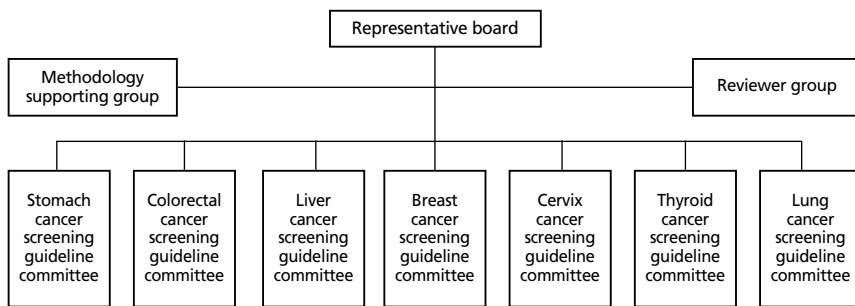 Representative board
Methodology
supporting group
Reviewer group
Stomach
cancer
screening
guideline
committee
Colorectal
cancer
screening
guideline
committee
Liver
cancer
screening
guideline
committee
Breast
cancer
screening
guideline
committee
Cervix
cancer
screening
guideline
committee
Thyroid
cancer
screening
guideline
committee
Lung
cancer
screening
guideline
committee